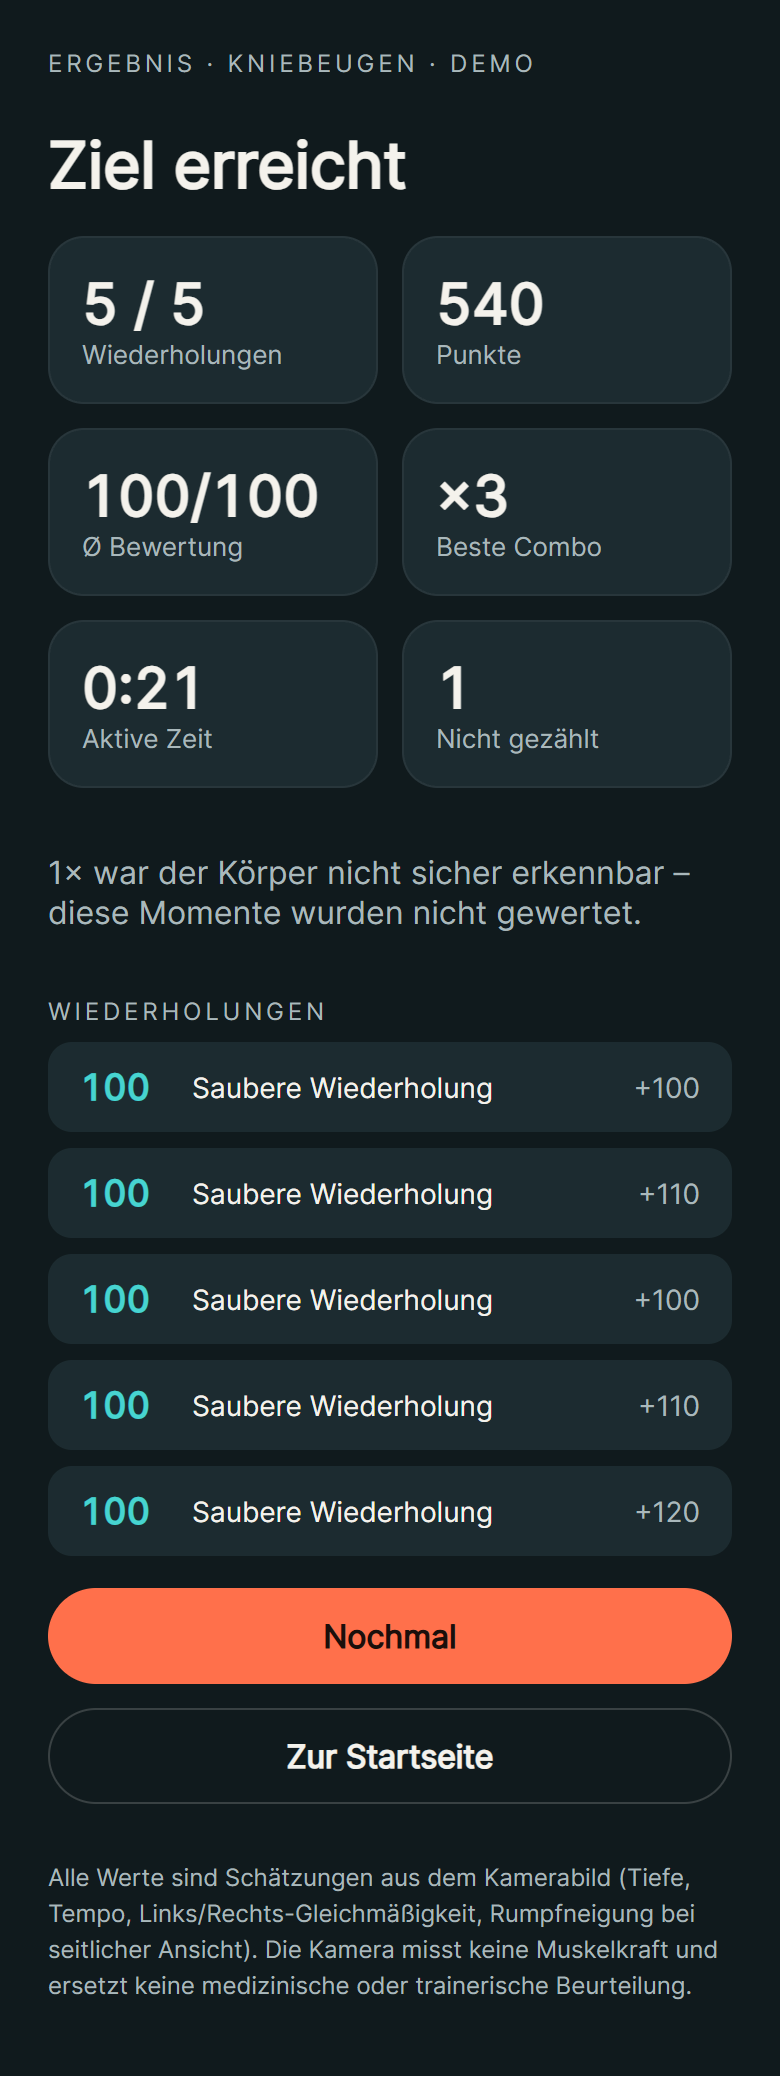 ERGEBNIS · KNIEBEUGEN · DEMO
Ziel erreicht
5 / 5
Wiederholungen
540
Punkte
100/100
Ø Bewertung
×3
Beste Combo
0:21
Aktive Zeit
1
Nicht gezählt
1× war der Körper nicht sicher erkennbar –
diese Momente wurden nicht gewertet.
WIEDERHOLUNGEN
100 Saubere Wiederholung +100
100 Saubere Wiederholung +110
100 Saubere Wiederholung +100
100 Saubere Wiederholung +110
100 Saubere Wiederholung +120
Nochmal
Zur Startseite
Alle Werte sind Schätzungen aus dem Kamerabild (Tiefe,
Tempo, Links/Rechts-Gleichmäßigkeit, Rumpfneigung bei
seitlicher Ansicht). Die Kamera misst keine Muskelkraft und
ersetzt keine medizinische oder trainerische Beurteilung.